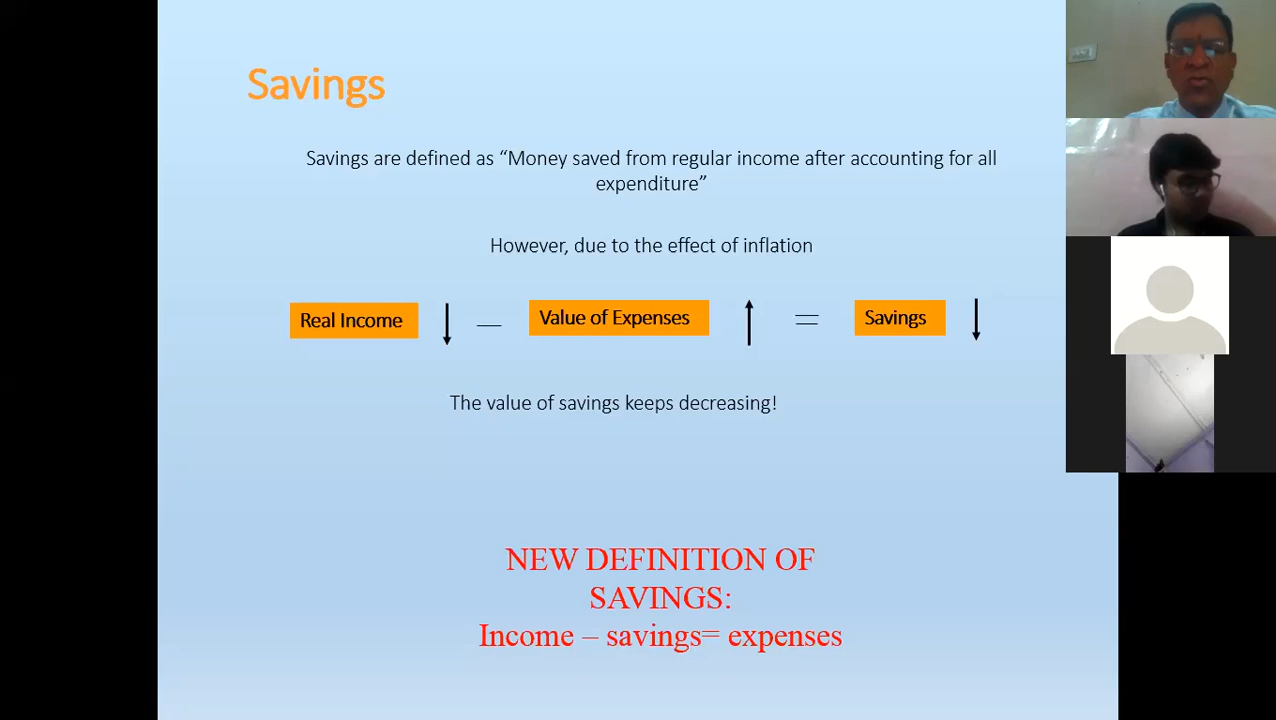 Savings
Savings are defined as “Money saved from regular income after accounting for all
expenditure”
However, due to the effect of inflation
Real Income — Value of Expenses = Savings
The value of savings keeps decreasing!
NEW DEFINITION OF
SAVINGS:
Income – savings= expenses